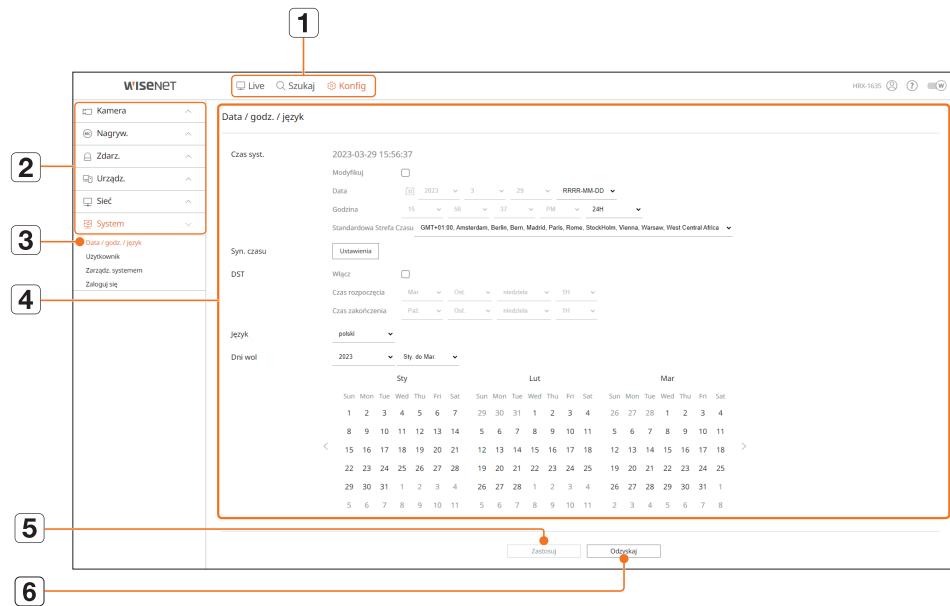 1
WISENET
Live Szukaj Konfig
HRX-1635 ? W
Kamera
Nagryw.
Zdarz.
Urządz.
Sieć
System
Data / godz. / język
Użytkownik
Zarządz. systemem
Zaloguj się
2
3
4
Data / godz. / język
Czas syst. 2023-03-29 15:56:37
Modyfikuj
Data 2023 3 29 RRRR-MM-DD
Godzina 15 56 37 PM 24H
Standardowa Strefa Czasu GMT+01:00, Amsterdam, Berlin, Bern, Madrid, Paris, Rome, StockHolm, Vienna, Warsaw, West Central Africa
Syn. czasu Ustawienia
DST Włącz
Czas rozpoczęcia Mar Ost. niedziela 1H
Czas zakończenia Paź. Ost. niedziela 1H
Język polski
Dni wol 2023 Sty. do Mar.
Sty Lut Mar
Sun Mon Tue Wed Thu Fri Sat Sun Mon Tue Wed Thu Fri Sat Sun Mon Tue Wed Thu Fri Sat
1 2 3 4 5 6 7 29 30 31 1 2 3 4 26 27 28 1 2 3 4
8 9 10 11 12 13 14 5 6 7 8 9 10 11 5 6 7 8 9 10 11
15 16 17 18 19 20 21 12 13 14 15 16 17 18 12 13 14 15 16 17 18
22 23 24 25 26 27 28 19 20 21 22 23 24 25 19 20 21 22 23 24 25
29 30 31 1 2 3 4 26 27 28 1 2 3 4 26 27 28 29 30 31 1
5 6 7 8 9 10 11 5 6 7 8 9 10 11 2 3 4 5 6 7 8
5
Zastosuj Odzyskaj
6